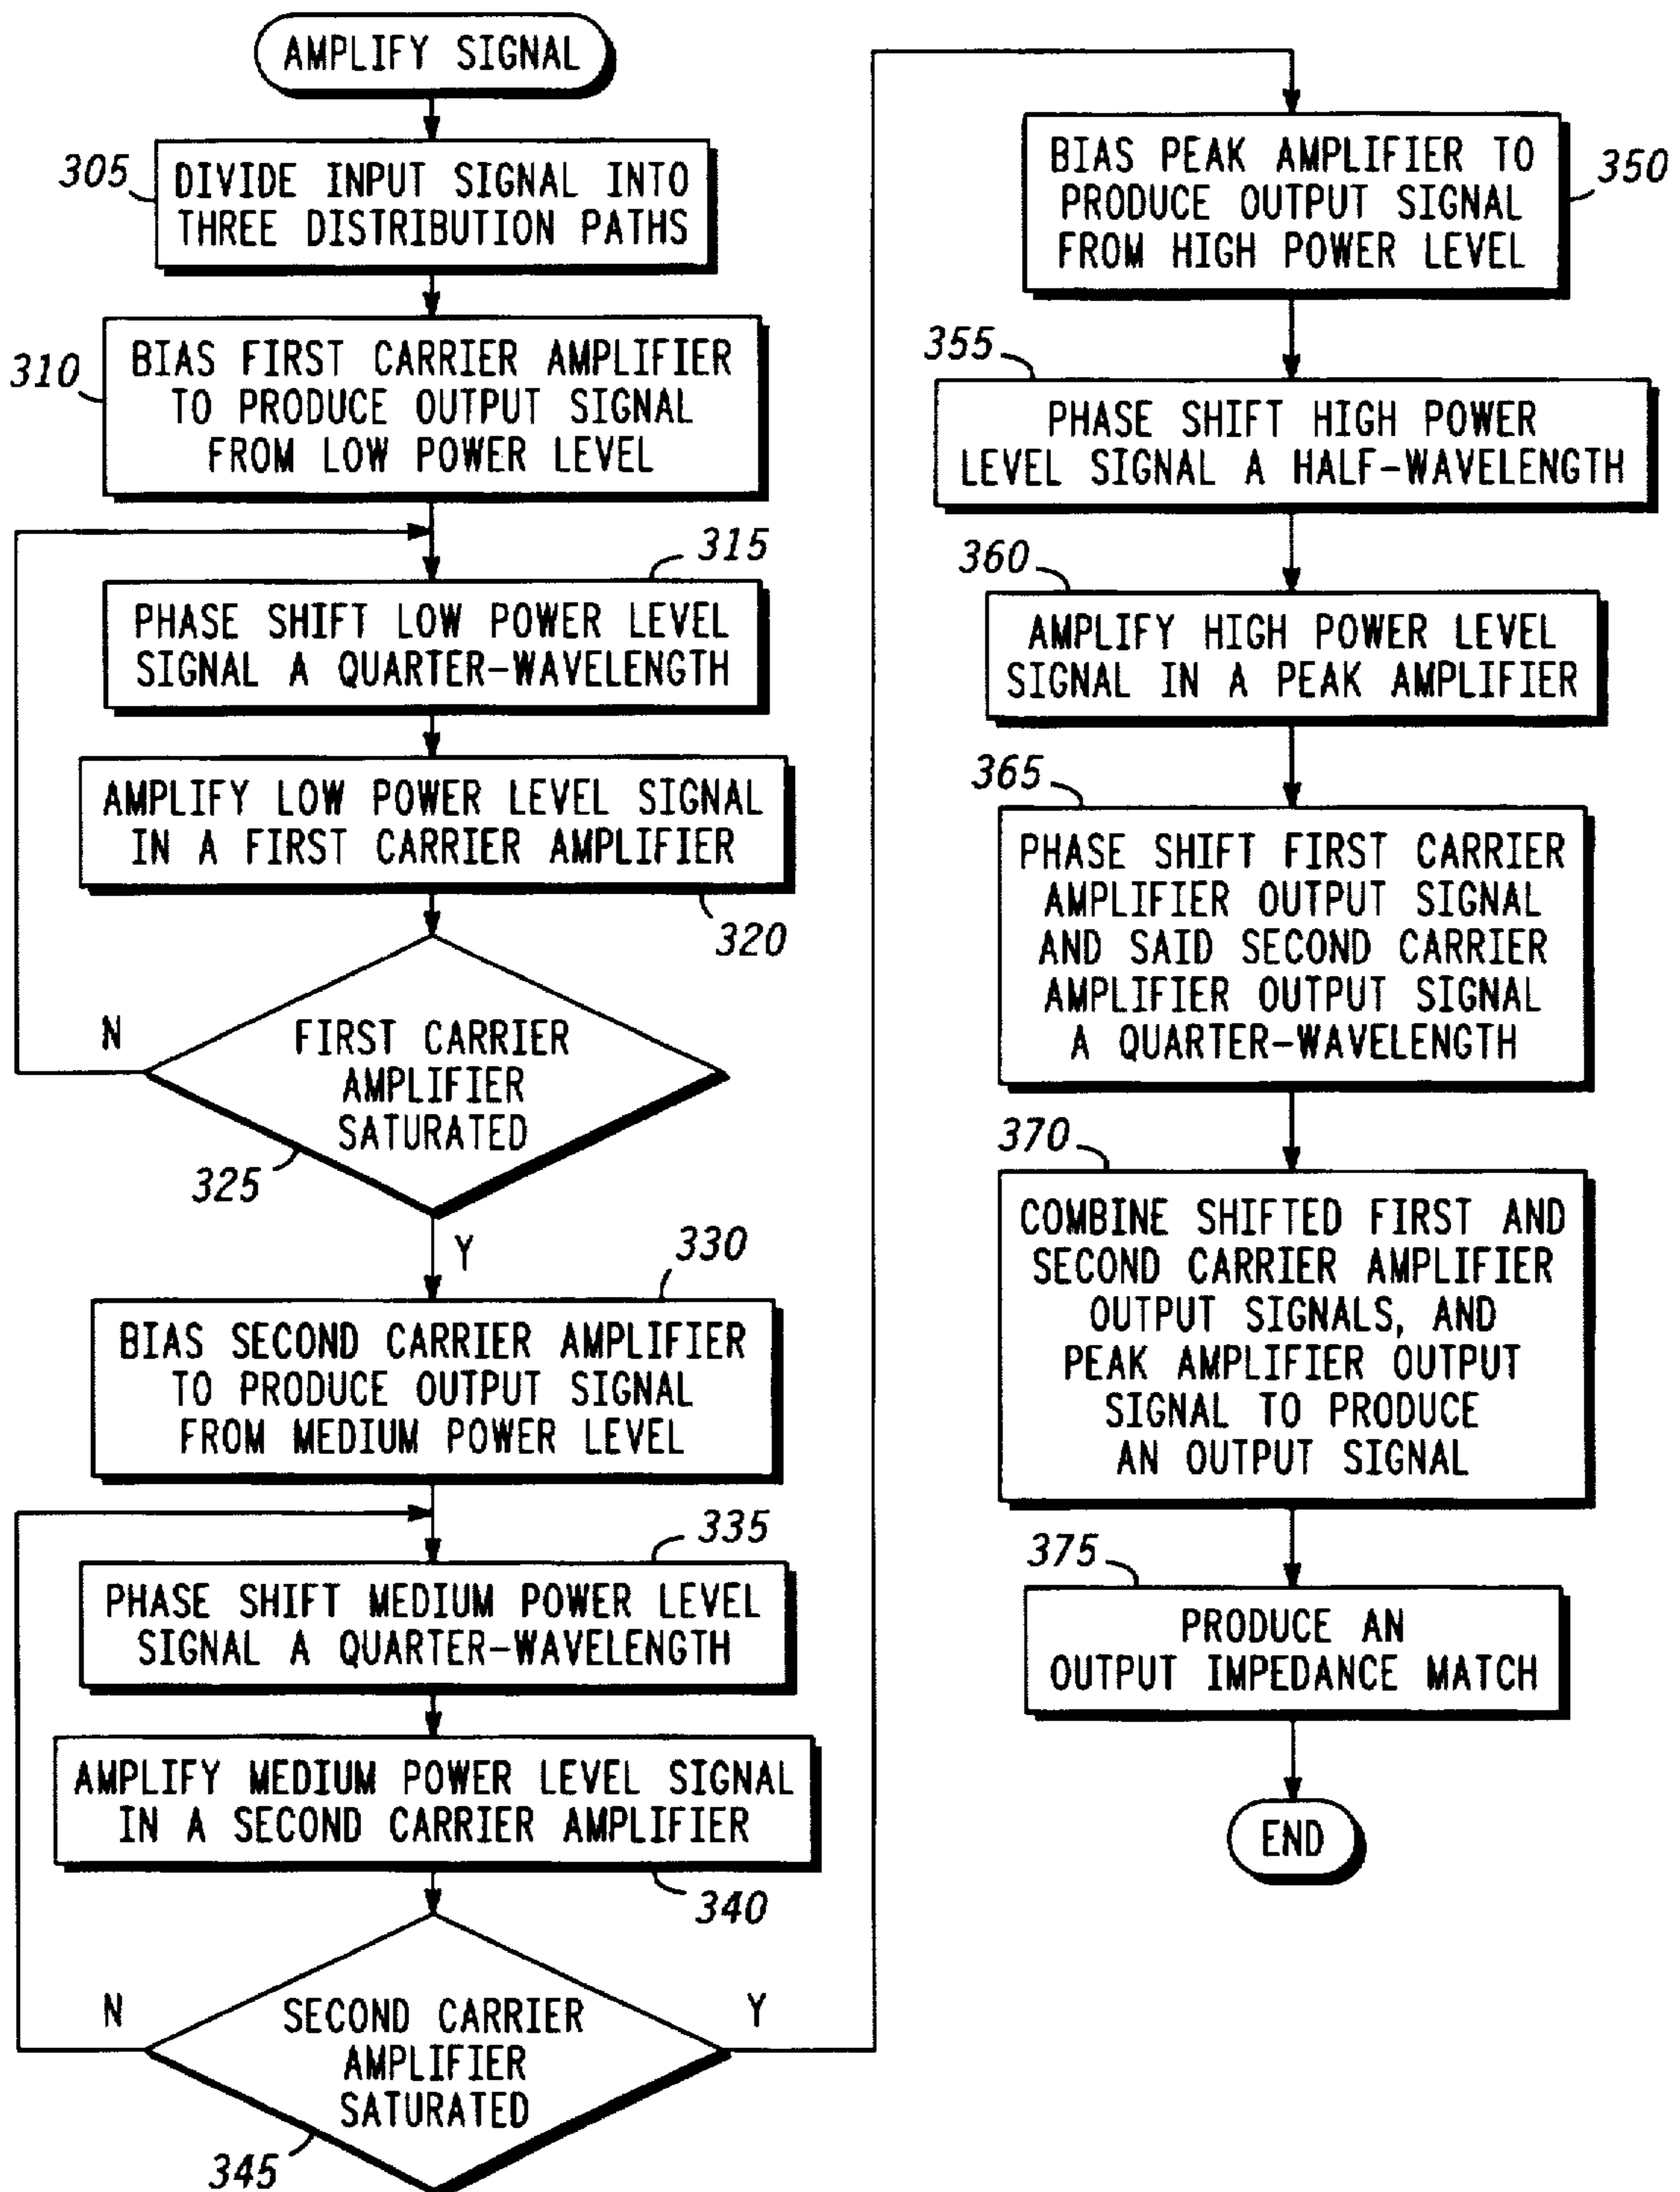 AMPLIFY SIGNAL
305
DIVIDE INPUT SIGNAL INTO
THREE DISTRIBUTION PATHS
310
BIAS FIRST CARRIER AMPLIFIER
TO PRODUCE OUTPUT SIGNAL
FROM LOW POWER LEVEL
315
PHASE SHIFT LOW POWER LEVEL
SIGNAL A QUARTER-WAVELENGTH
AMPLIFY LOW POWER LEVEL SIGNAL
IN A FIRST CARRIER AMPLIFIER
320
N
FIRST CARRIER
AMPLIFIER
SATURATED
325
Y
330
BIAS SECOND CARRIER AMPLIFIER
TO PRODUCE OUTPUT SIGNAL
FROM MEDIUM POWER LEVEL
335
PHASE SHIFT MEDIUM POWER LEVEL
SIGNAL A QUARTER-WAVELENGTH
AMPLIFY MEDIUM POWER LEVEL SIGNAL
IN A SECOND CARRIER AMPLIFIER
340
N
SECOND CARRIER
AMPLIFIER
SATURATED
Y
345
BIAS PEAK AMPLIFIER TO
PRODUCE OUTPUT SIGNAL
FROM HIGH POWER LEVEL
350
355
PHASE SHIFT HIGH POWER
LEVEL SIGNAL A HALF-WAVELENGTH
360
AMPLIFY HIGH POWER LEVEL
SIGNAL IN A PEAK AMPLIFIER
365
PHASE SHIFT FIRST CARRIER
AMPLIFIER OUTPUT SIGNAL
AND SAID SECOND CARRIER
AMPLIFIER OUTPUT SIGNAL
A QUARTER-WAVELENGTH
370
COMBINE SHIFTED FIRST AND
SECOND CARRIER AMPLIFIER
OUTPUT SIGNALS, AND
PEAK AMPLIFIER OUTPUT
SIGNAL TO PRODUCE
AN OUTPUT SIGNAL
375
PRODUCE AN
OUTPUT IMPEDANCE MATCH
END